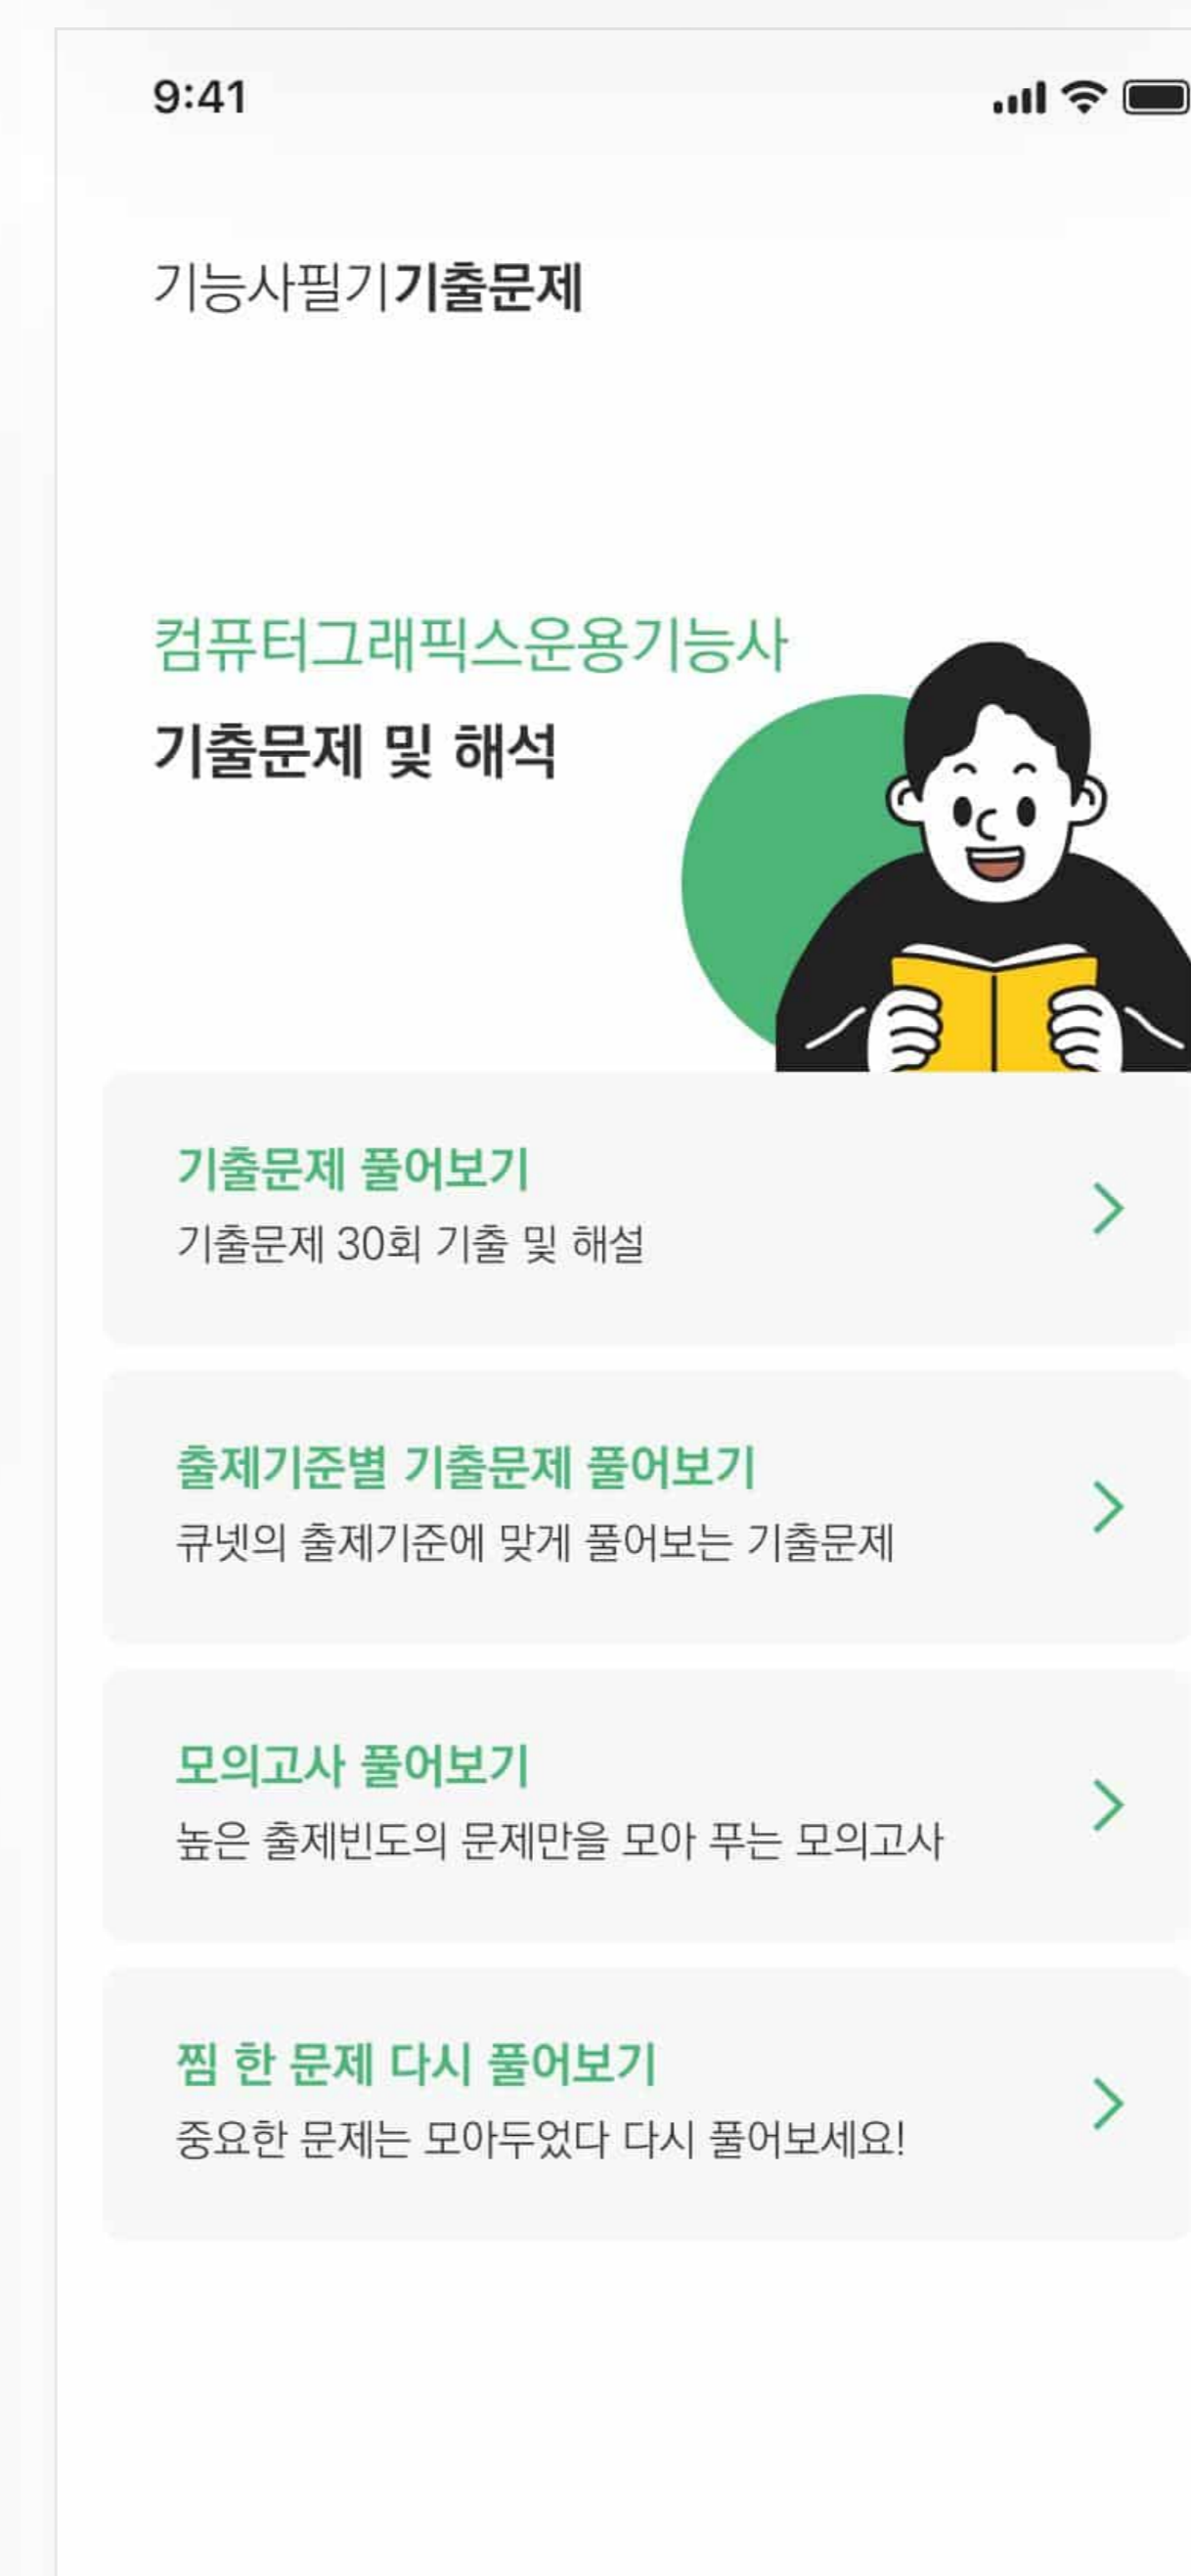 9:41
기능사필기기출문제
컴퓨터그래픽스운용기능사
기출문제 및 해석
기출문제 풀어보기
기출문제 30회 기출 및 해설
출제기준별 기출문제 풀어보기
큐넷의 출제기준에 맞게 풀어보는 기출문제
모의고사 풀어보기
높은 출제빈도의 문제만을 모아 푸는 모의고사
찜 한 문제 다시 풀어보기
중요한 문제는 모아두었다 다시 풀어보세요!